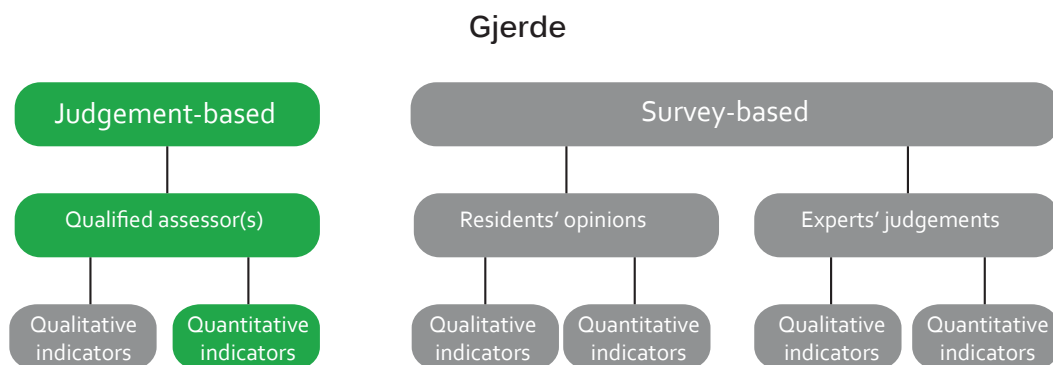 Gjerde
Judgement-based
Survey-based
Qualified assessor(s)
Residents’ opinions
Experts’ judgements
Qualitative
indicators
Quantitative
indicators
Qualitative
indicators
Quantitative
indicators
Qualitative
indicators
Quantitative
indicators